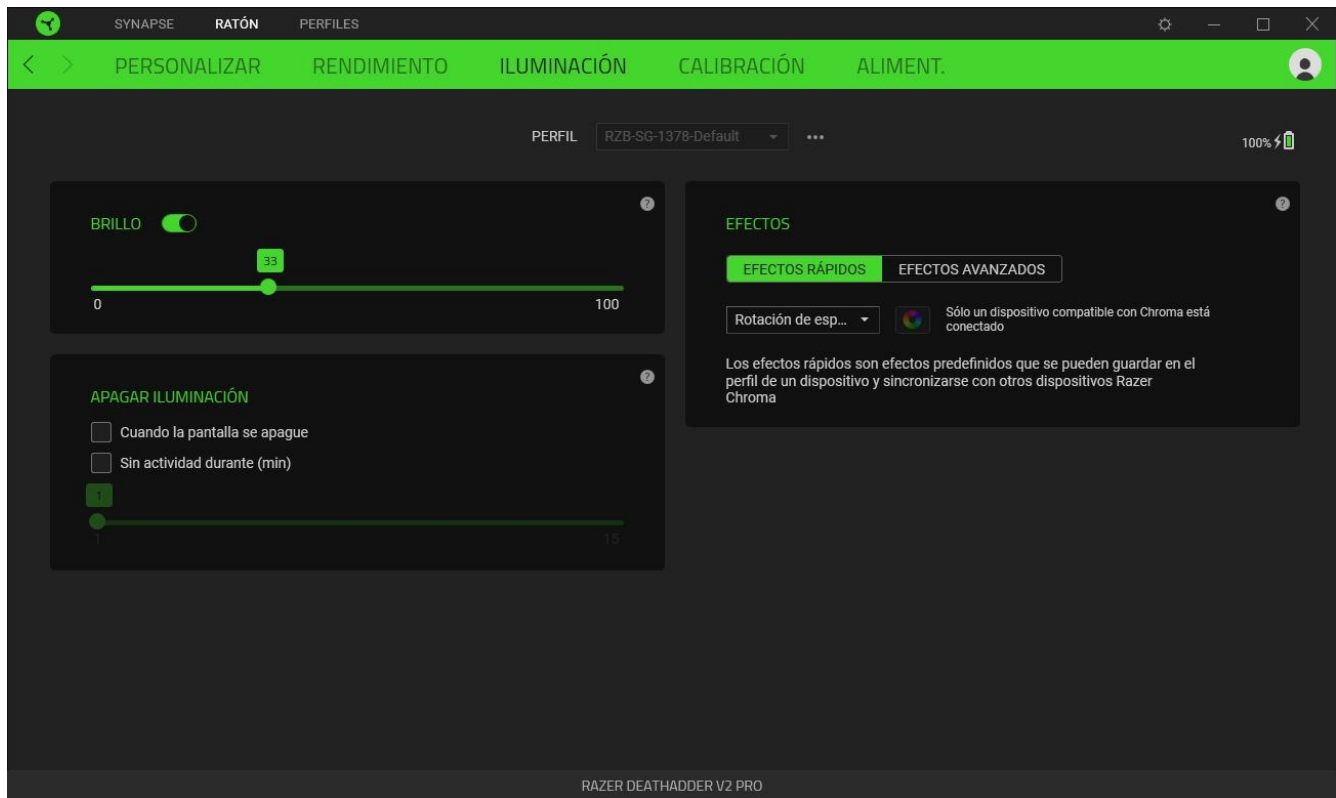 SYNAPSE RATÓN PERFILES
PERSONALIZAR RENDIMIENTO ILUMINACIÓN CALIBRACIÓN ALIMENT.
PERFIL RZB-SG-1378-Default
100%
BRILLO
33
0 100
APAGAR ILUMINACIÓN
Cuando la pantalla se apague
Sin actividad durante (min)
1
1 15
EFECTOS
EFECTOS RÁPIDOS EFECTOS AVANZADOS
Rotación de esp...
Sólo un dispositivo compatible con Chroma está
conectado
Los efectos rápidos son efectos predefinidos que se pueden guardar en el
perfil de un dispositivo y sincronizarse con otros dispositivos Razer
Chroma
RAZER DEATHADDER V2 PRO